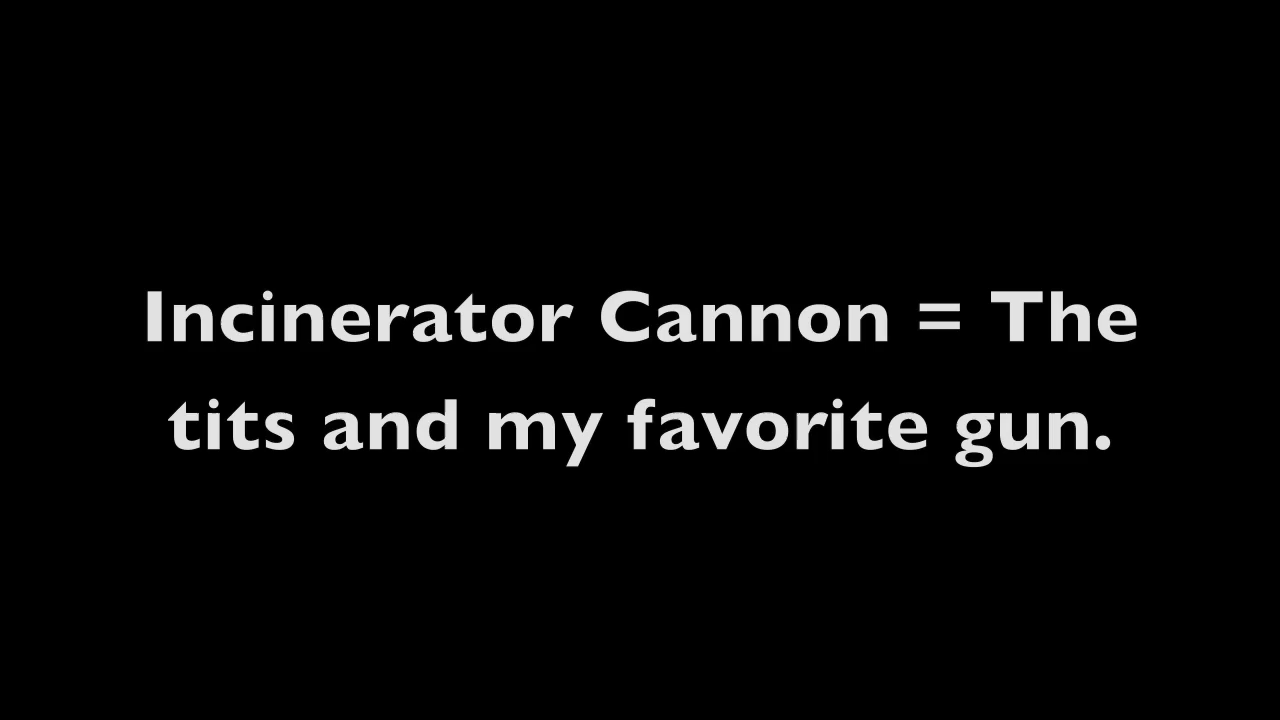 Incinerator Cannon = The
tits and my favorite gun.